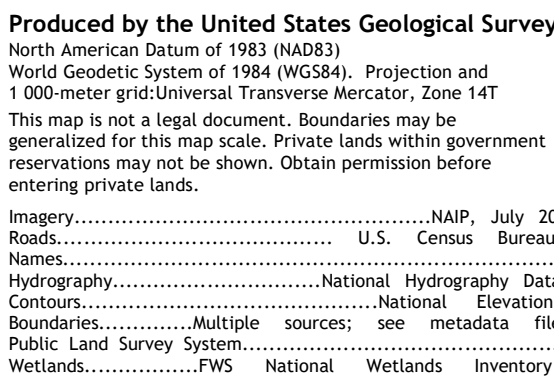 Produced by the United States Geological Survey
North American Datum of 1983 (NAD83)
World Geodetic System of 1984 (WGS84). Projection and
1 000-meter grid:Universal Transverse Mercator, Zone 14T
This map is not a legal document. Boundaries may be
generalized for this map scale. Private lands within government
reservations may not be shown. Obtain permission before
entering private lands.
Imagery.....................................................NAIP, July 20
Roads......................................... U.S. Census Bureau
Names.........................................................................
Hydrography...............................National Hydrography Data
Contours............................................National Elevation
Boundaries..............Multiple sources; see metadata file
Public Land Survey System..............................................
Wetlands.................FWS National Wetlands Inventory